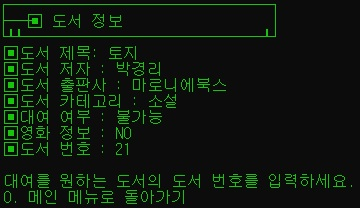 도서 정보
▣도서 제목: 토지
▣도서 저자 : 박경리
▣도서 출판사 : 마로니에북스
▣도서 카테고리 : 소설
▣대여 여부 : 불가능
▣영화 정보 : NO
▣도서 번호 : 21
대여를 원하는 도서의 도서 번호를 입력하세요.
0. 메인 메뉴로 돌아가기